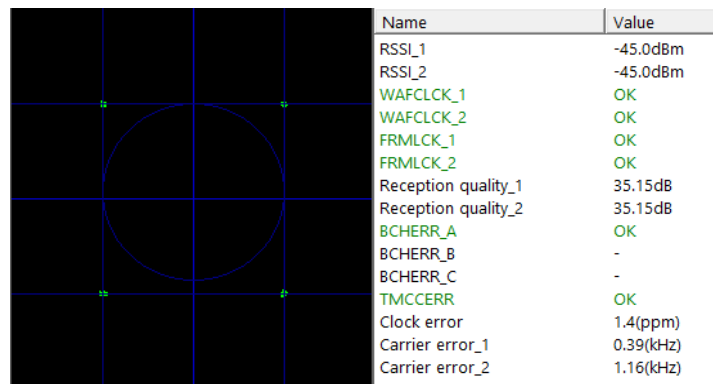 Name Value
RSSI_1 -45.0dBm
RSSI_2 -45.0dBm
WAFCLCK_1 OK
WAFCLCK_2 OK
FRMLCK_1 OK
FRMLCK_2 OK
Reception quality_1 35.15dB
Reception quality_2 35.15dB
BCHERR_A OK
BCHERR_B -
BCHERR_C -
TMCCERR OK
Clock error 1.4(ppm)
Carrier error_1 0.39(kHz)
Carrier error_2 1.16(kHz)